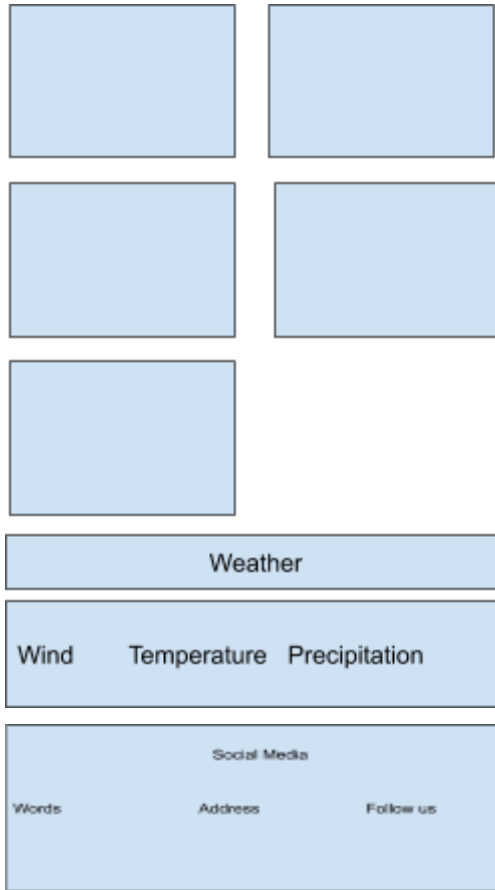 Weather
Wind Temperature Precipitation
Social Media
Words Address Follow us